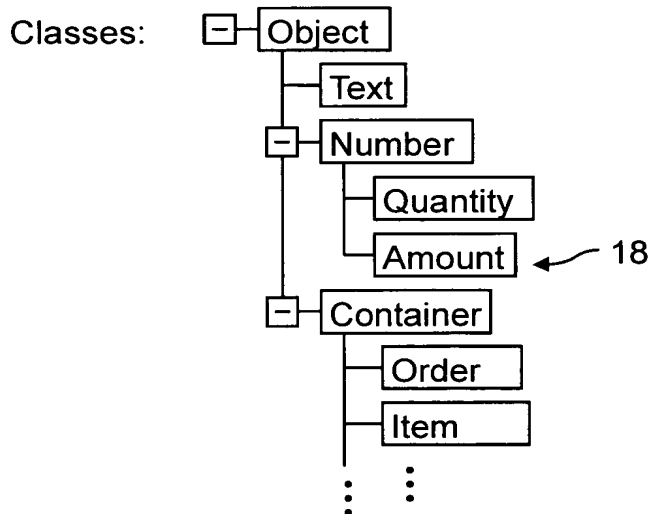 Classes: Object
Text
Number
Quantity
Amount 18
Container
Order
Item